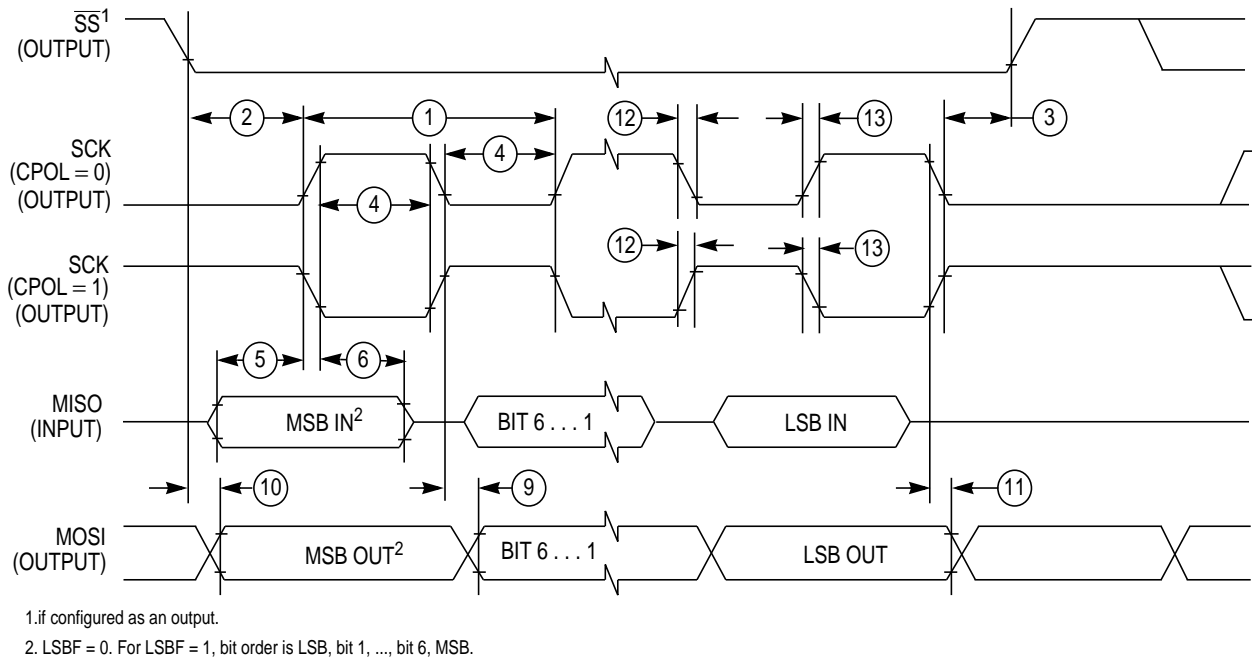 SS1
(OUTPUT)
2
1
12
13
3
SCK
(CPOL = 0)
(OUTPUT)
4
4
12
13
SCK
(CPOL = 1)
(OUTPUT)
5
6
MISO
(INPUT)
MSB IN2
BIT 6 . . . 1
LSB IN
10
9
11
MOSI
(OUTPUT)
MSB OUT2
BIT 6 . . . 1
LSB OUT
1.if configured as an output.
2. LSBF = 0. For LSBF = 1, bit order is LSB, bit 1, ..., bit 6, MSB.